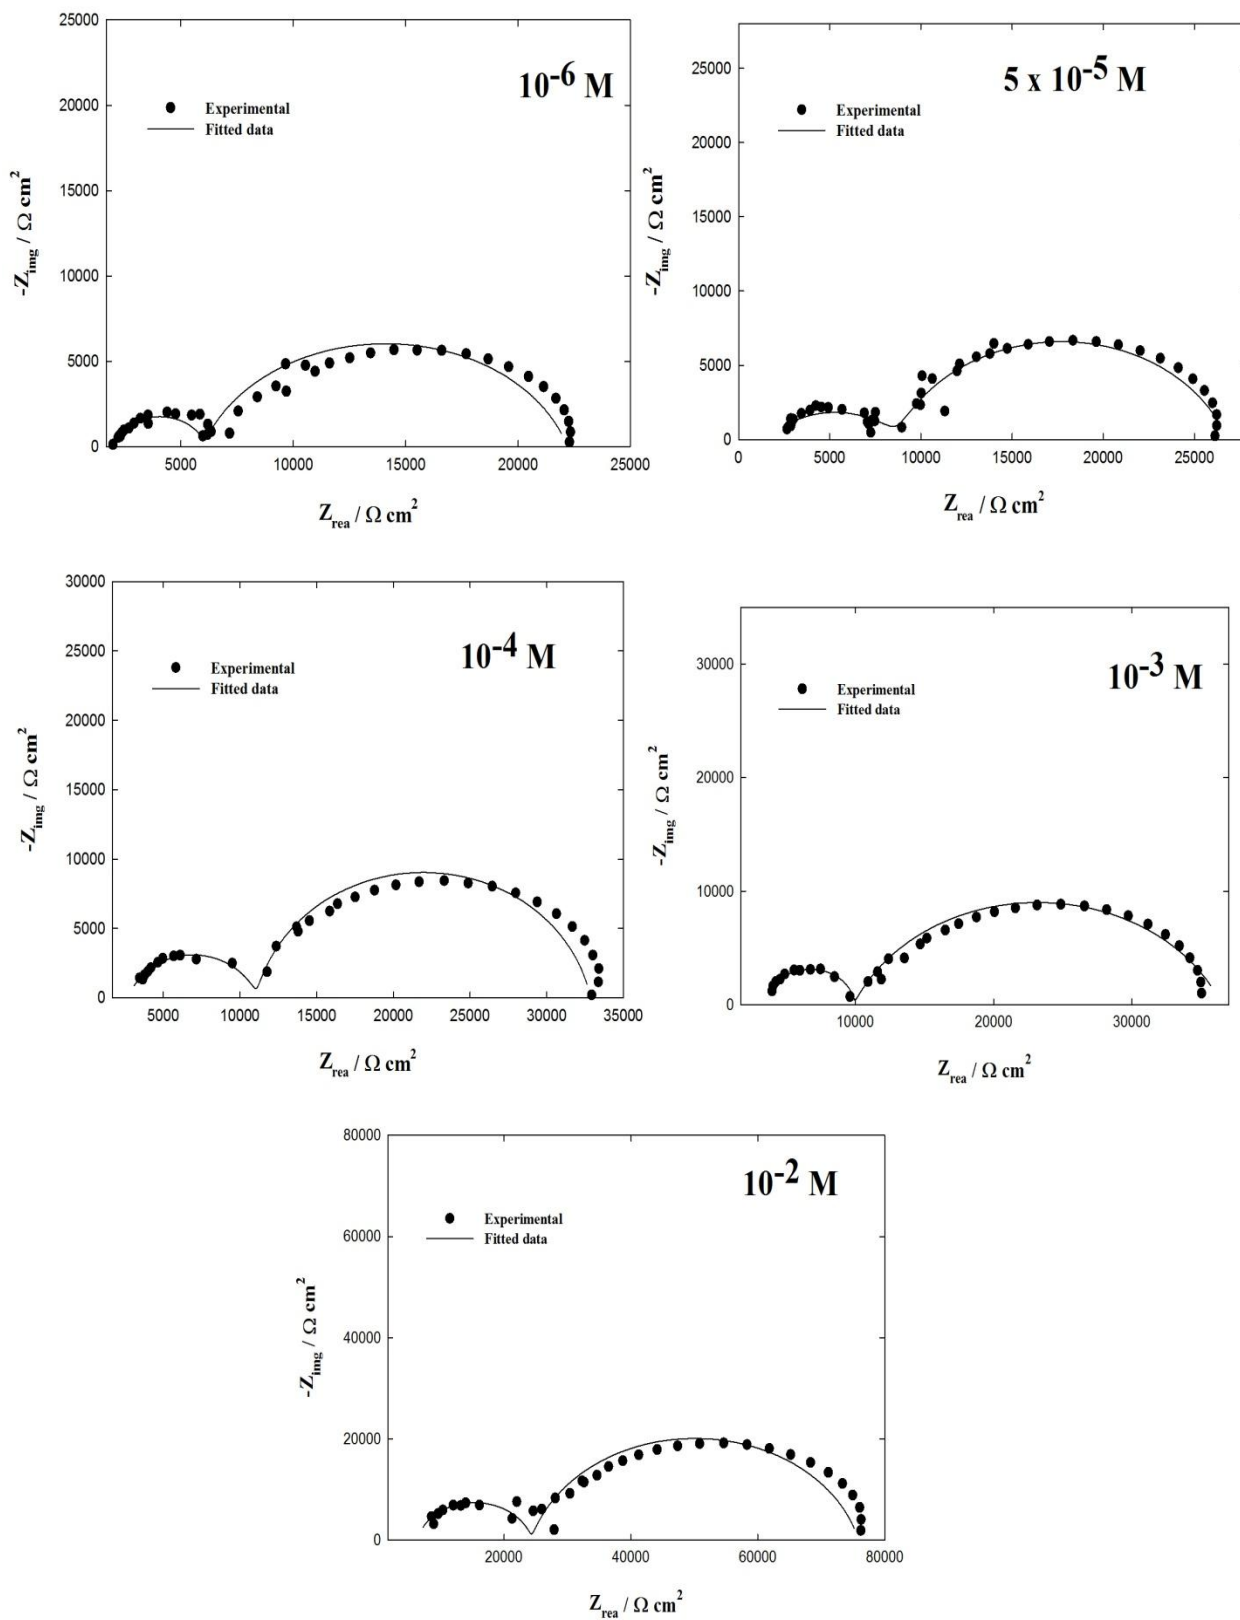 10⁻⁶ M
Experimental
Fitted data
25000
20000
15000
10000
5000
0
-Z_img / Ω cm²
5000 10000 15000 20000 25000
Z_rea / Ω cm²
5 x 10⁻⁵ M
Experimental
Fitted data
25000
20000
15000
10000
5000
0
-Z_img / Ω cm²
0 5000 10000 15000 20000 25000
Z_rea / Ω cm²
10⁻⁴ M
Experimental
Fitted data
30000
25000
20000
15000
10000
5000
0
-Z_img / Ω cm²
5000 10000 15000 20000 25000 30000 35000
Z_rea / Ω cm²
10⁻³ M
Experimental
Fitted data
30000
20000
10000
0
-Z_img / Ω cm²
10000 20000 30000
Z_rea / Ω cm²
10⁻² M
Experimental
Fitted data
80000
60000
40000
20000
0
-Z_img / Ω cm²
20000 40000 60000 80000
Z_rea / Ω cm²